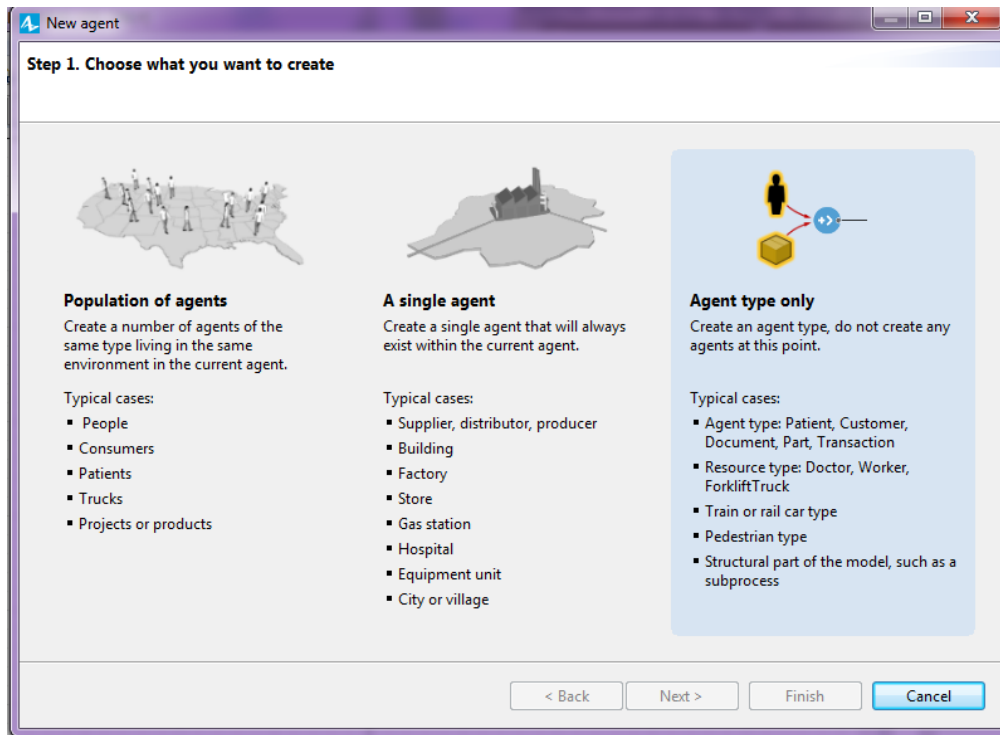 New agent
Step 1. Choose what you want to create
Population of agents
Create a number of agents of the
same type living in the same
environment in the current agent.
Typical cases:
▪ People
▪ Consumers
▪ Patients
▪ Trucks
▪ Projects or products
A single agent
Create a single agent that will always
exist within the current agent.
Typical cases:
▪ Supplier, distributor, producer
▪ Building
▪ Factory
▪ Store
▪ Gas station
▪ Hospital
▪ Equipment unit
▪ City or village
Agent type only
Create an agent type, do not create any
agents at this point.
Typical cases:
▪ Agent type: Patient, Customer,
Document, Part, Transaction
▪ Resource type: Doctor, Worker,
ForkliftTruck
▪ Train or rail car type
▪ Pedestrian type
▪ Structural part of the model, such as a
subprocess
< Back
Next >
Finish
Cancel